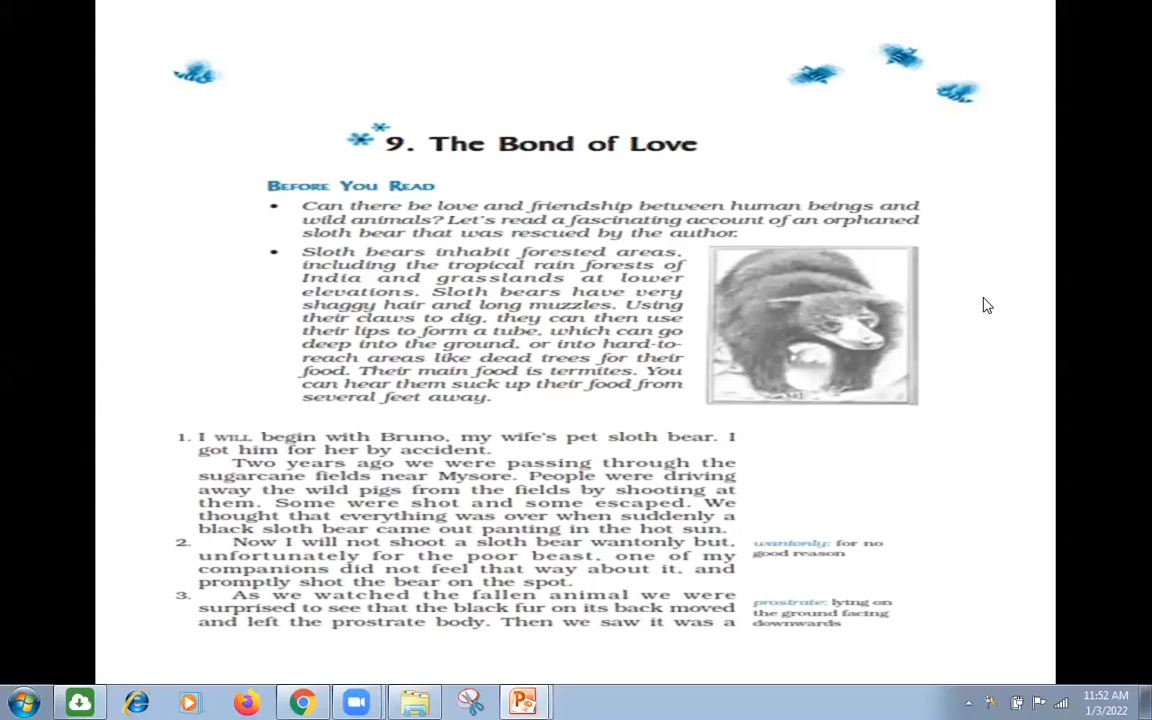 9. The Bond of Love
BEFORE YOU READ
• Can there be love and friendship between human beings and
wild animals? Let's read a fascinating account of an orphaned
sloth bear that was rescued by the author.
• Sloth bears inhabit forested areas,
including the tropical rain forests of
India and grasslands at lower
elevations. Sloth bears have very
shaggy hair and long muzzles. Using
their claws to dig, they can then use
their lips to form a tube, which can go
deep into the ground, or into hard-to-
reach areas like dead trees for their
food. Their main food is termites. You
can hear them suck up their food from
several feet away.
1. I WILL begin with Bruno, my wife's pet sloth bear. I
got him for her by accident.
Two years ago we were passing through the
sugarcane fields near Mysore. People were driving
away the wild pigs from the fields by shooting at
them. Some were shot and some escaped. We
thought that everything was over when suddenly a
black sloth bear came out panting in the hot sun.
2. Now I will not shoot a sloth bear wantonly but,
unfortunately for the poor beast, one of my
companions did not feel that way about it, and
promptly shot the bear on the spot.
wantonly: for no
good reason
3. As we watched the fallen animal we were
surprised to see that the black fur on its back moved
and left the prostrate body. Then we saw it was a
prostrate: lying on
the ground facing
downwards
11:52 AM
1/3/2022